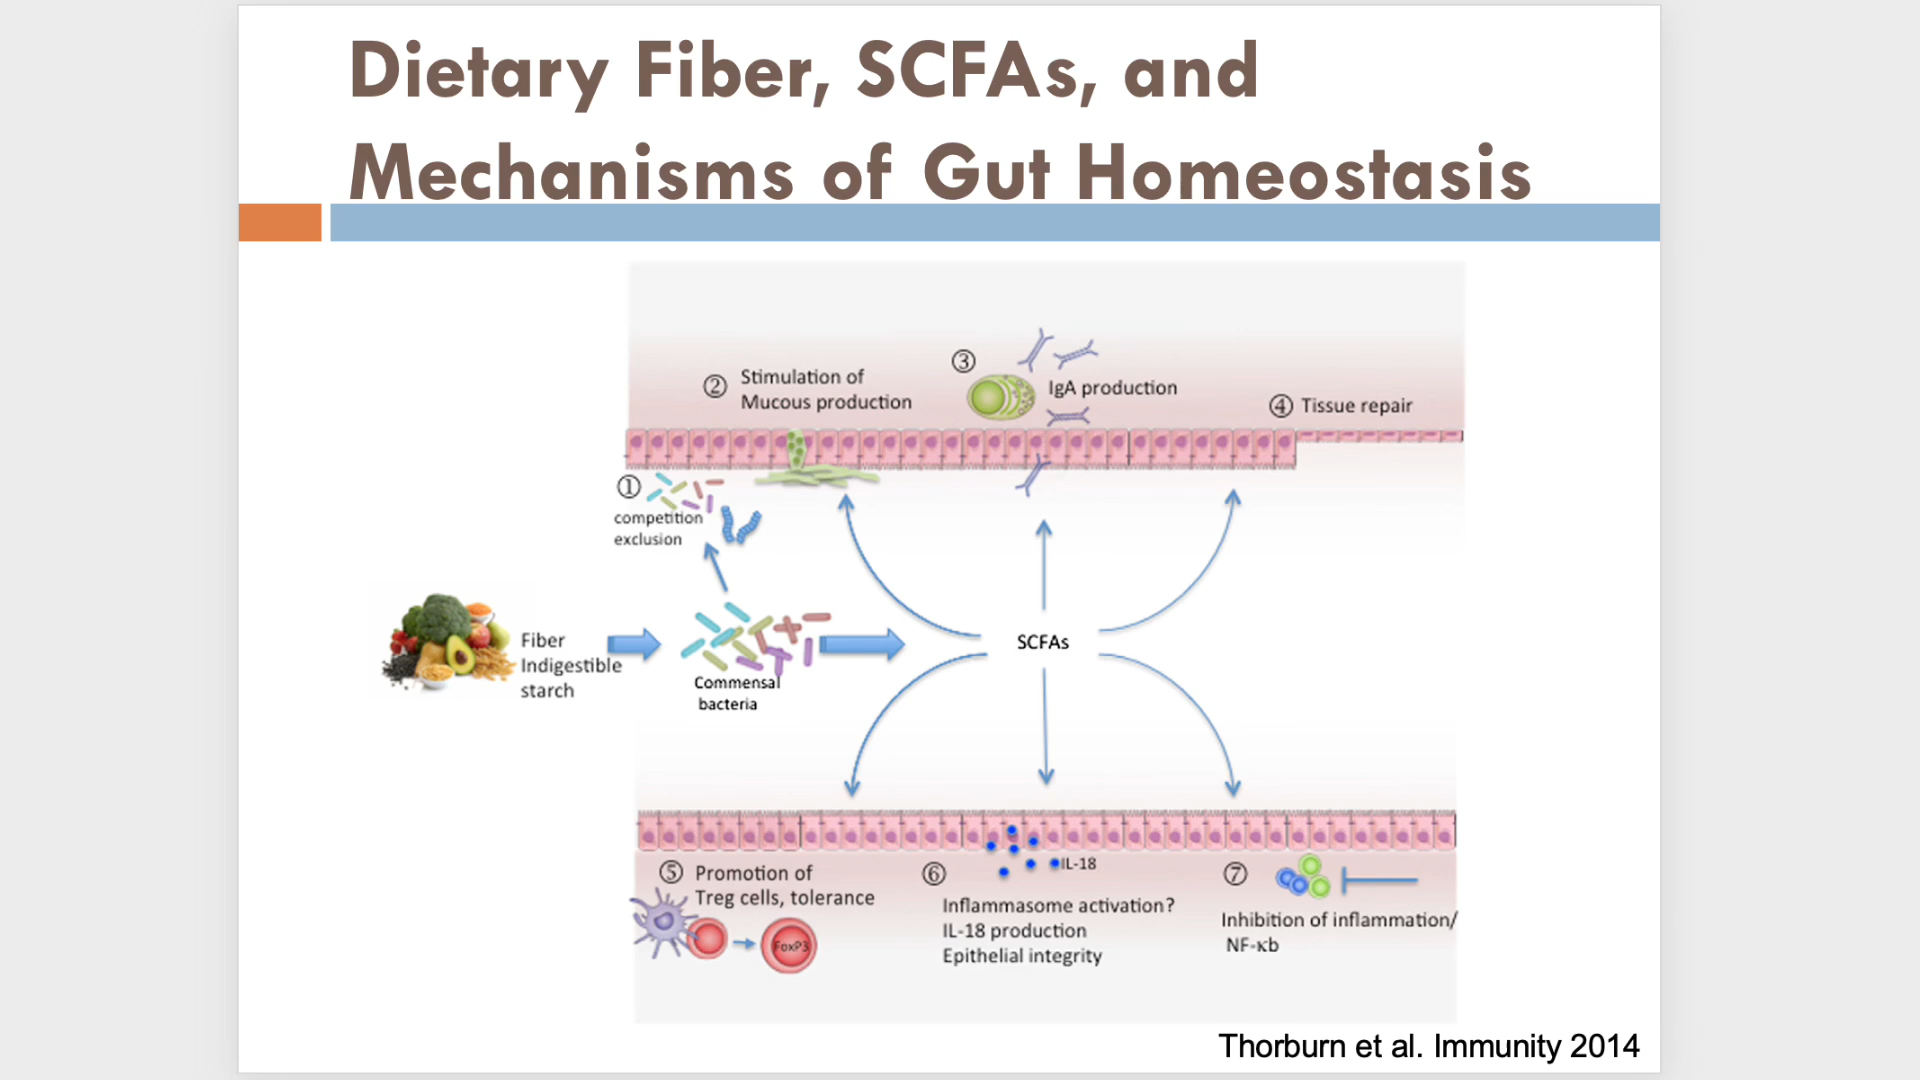 Dietary Fiber, SCFAs, and
Mechanisms of Gut Homeostasis
②
Stimulation of
Mucous production
③
IgA production
④ Tissue repair
①
competition
exclusion
Fiber
Indigestible
starch
Commensal
bacteria
SCFAs
⑤ Promotion of
Treg cells, tolerance
FoxP3
⑥
IL-18
Inflammasome activation?
IL-18 production
Epithelial integrity
⑦
Inhibition of inflammation/
NF-κb
Thorburn et al. Immunity 2014